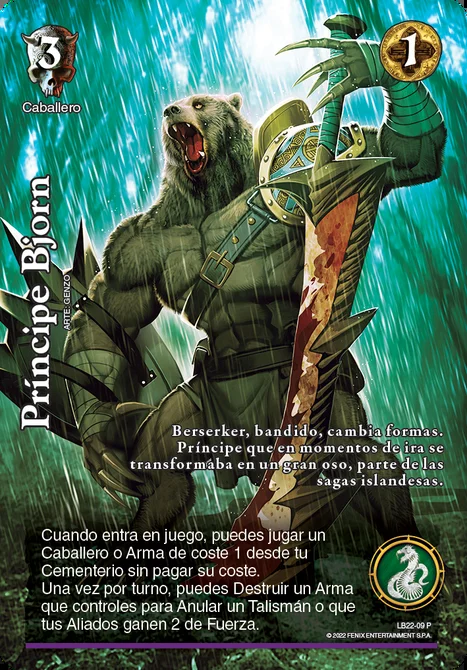 3
1
Caballero
Príncipe Bjorn
ARTE: GENZO
Berserker, bandido, cambia formas.
Príncipe que en momentos de ira se
transformaba en un gran oso, parte de las
sagas islandesas.
Cuando entra en juego, puedes jugar un
Caballero o Arma de coste 1 desde tu
Cementerio sin pagar su coste.
Una vez por turno, puedes Destruir un Arma
que controles para Anular un Talismán o que
tus Aliados ganen 2 de Fuerza.
LB22-09 P
© 2022 FENIX ENTERTAINMENT S.P.A.